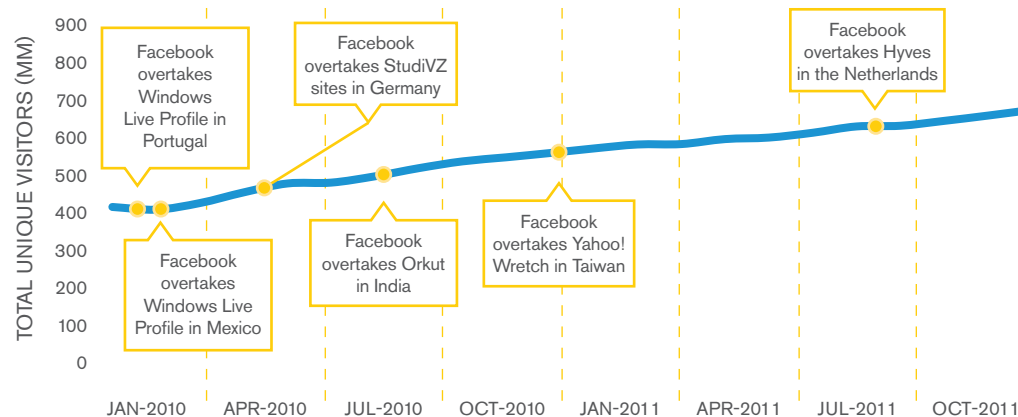 TOTAL UNIQUE VISITORS (MM)
900
800
700
600
500
400
300
200
100
0
Facebook
overtakes
Windows
Live Profile in
Portugal
Facebook
overtakes
Windows Live
Profile in Mexico
Facebook
overtakes StudiVZ
sites in Germany
Facebook
overtakes Orkut
in India
Facebook
overtakes Yahoo!
Wretch in Taiwan
Facebook
overtakes Hyves
in the Netherlands
JAN-2010
APR-2010
JUL-2010
OCT-2010
JAN-2011
APR-2011
JUL-2011
OCT-2011